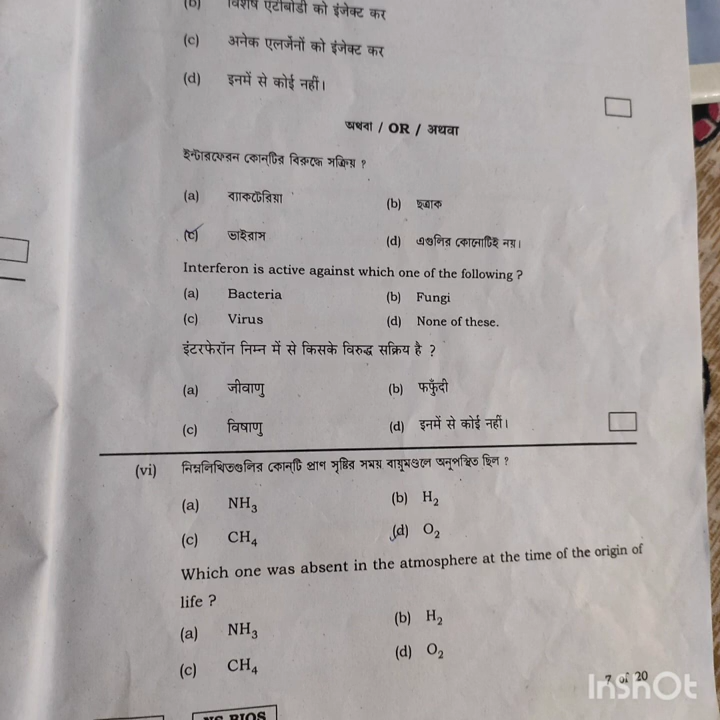 (b) विशेष एंटीबॉडी को इंजेक्ट कर
(c) अनेक एलर्जेनों को इंजेक्ट कर
(d) इनमें से कोई नहीं।
অথবা / OR / अथवा
ইন্টারফেরন কোন্‌টির বিরুদ্ধে সক্রিয় ?
(a) ব্যাকটেরিয়া (b) ছত্রাক
(c) ভাইরাস (d) এগুলির কোনোটিই নয়।
Interferon is active against which one of the following ?
(a) Bacteria (b) Fungi
(c) Virus (d) None of these.
इंटरफेरॉन निम्न में से किसके विरुद्ध सक्रिय है ?
(a) जीवाणु (b) फफुँदी
(c) विषाणु (d) इनमें से कोई नहीं।
(vi) নিম্নলিখিতগুলির কোন্‌টি প্রাণ সৃষ্টির সময় বায়ুমণ্ডলে অনুপস্থিত ছিল ?
(a) NH₃ (b) H₂
(c) CH₄ (d) O₂
Which one was absent in the atmosphere at the time of the origin of
life ?
(a) NH₃ (b) H₂
(c) CH₄ (d) O₂
7 of 20
InshOt
BIOS